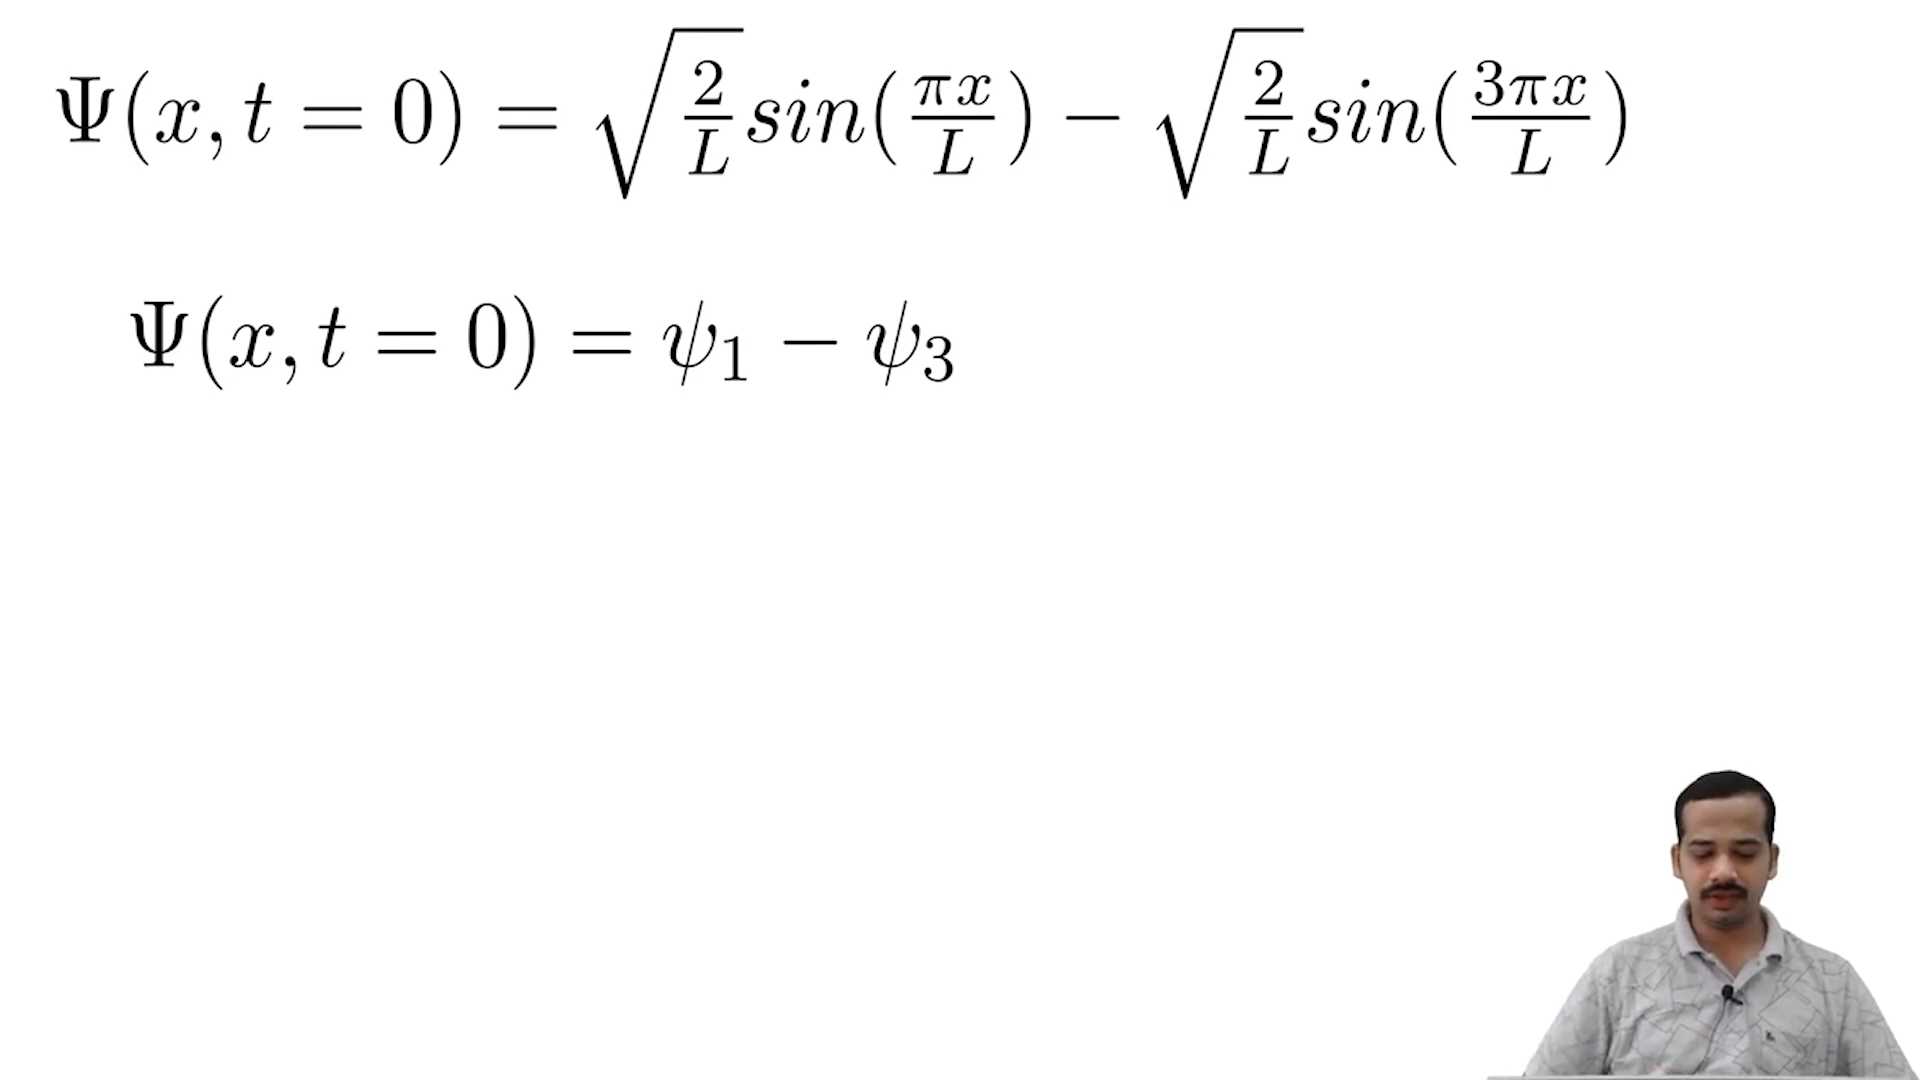 Ψ(x, t = 0) = √(2/L) sin(πx/L) − √(2/L) sin(3πx/L)
Ψ(x, t = 0) = ψ₁ − ψ₃